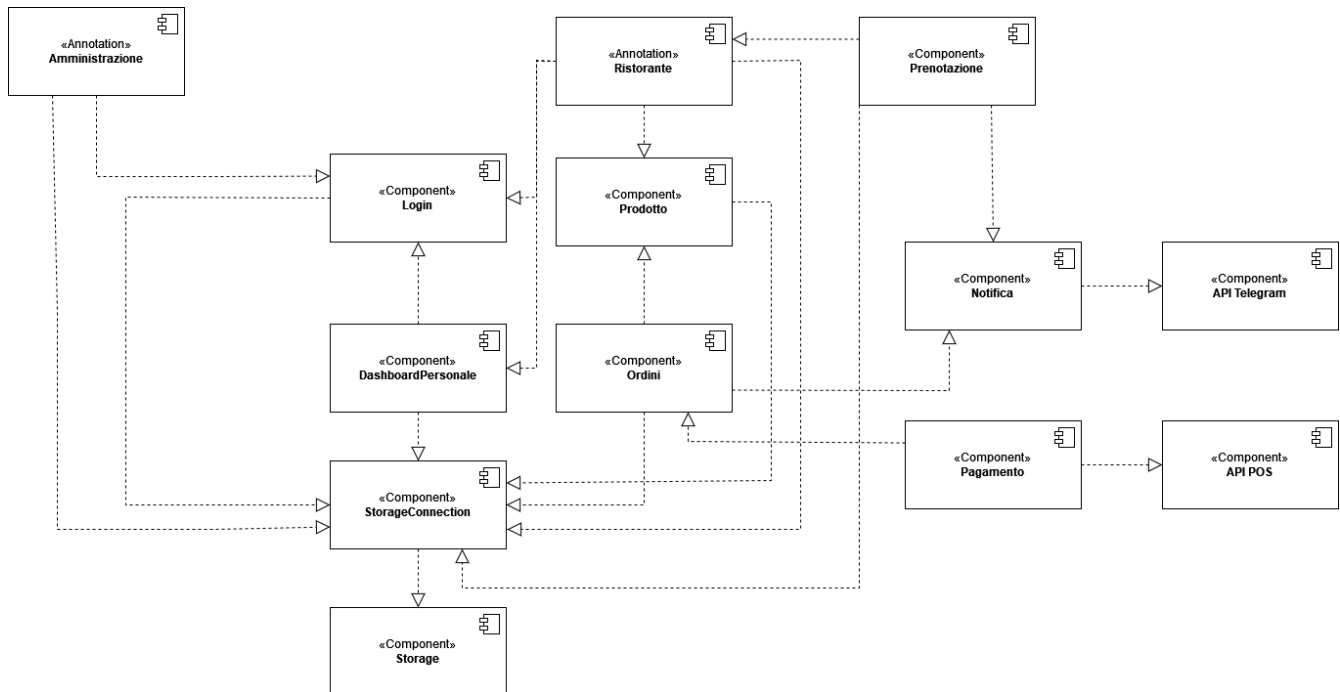 «Annotation»
Amministrazione
«Annotation»
Ristorante
«Component»
Prenotazione
«Component»
Login
«Component»
Prodotto
«Component»
Notifica
«Component»
API Telegram
«Component»
DashboardPersonale
«Component»
Ordini
«Component»
Pagamento
«Component»
API POS
«Component»
StorageConnection
«Component»
Storage